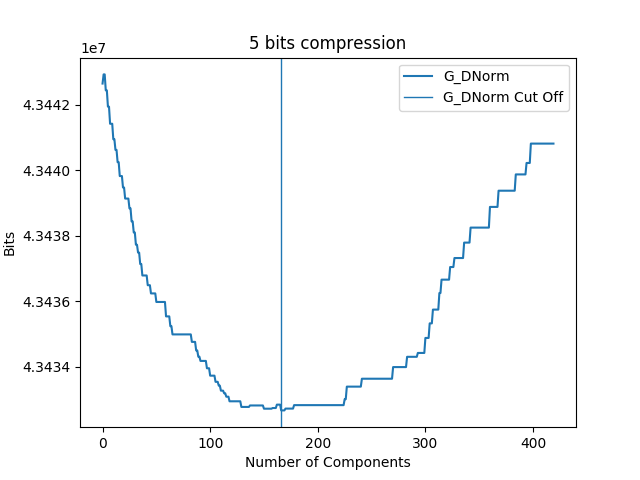 5 bits compression
1e7
G_DNorm
G_DNorm Cut Off
4.3442
4.3440
4.3438
4.3436
4.3434
Bits
0 100 200 300 400
Number of Components